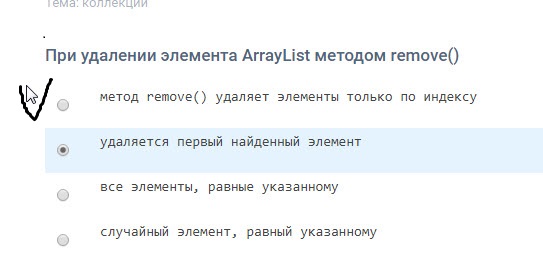 Тема: коллекции
.
При удалении элемента ArrayList методом remove()
метод remove() удаляет элементы только по индексу
удаляется первый найденный элемент
все элементы, равные указанному
случайный элемент, равный указанному